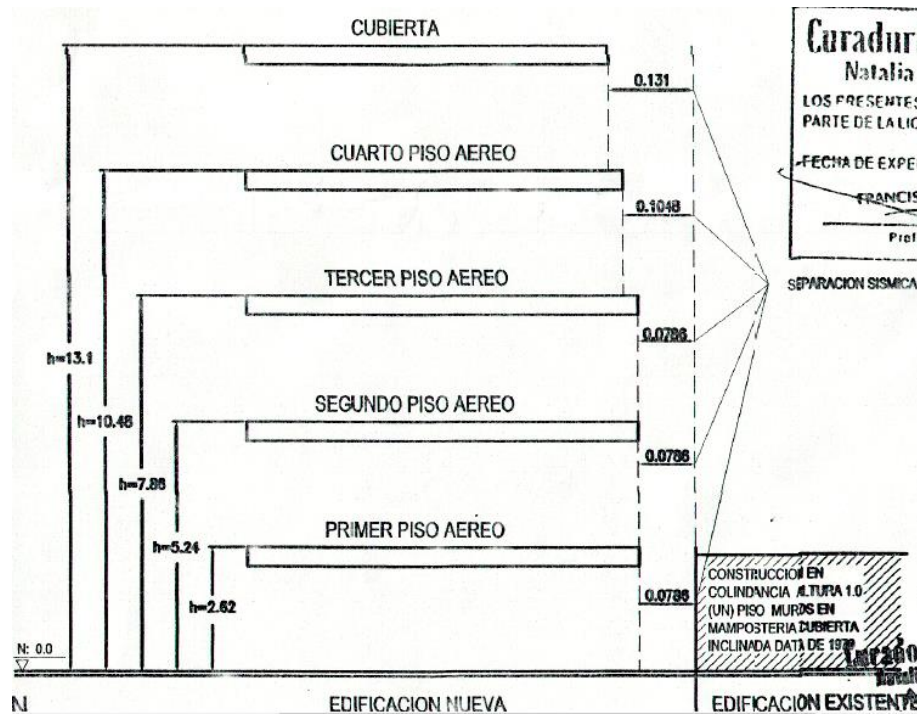 CUBIERTA
0.131
CUARTO PISO AEREO
0.1048
TERCER PISO AEREO
0.0786
SEPARACION SISMICA
h=13.1
SEGUNDO PISO AEREO
h=10.48
0.0786
h=7.86
PRIMER PISO AEREO
h=5.24
h=2.62
0.0786
CONSTRUCCION EN
COLINDANCIA ALTURA 1.0
(UN) PISO MUROS EN
MAMPOSTERIA CUBIERTA
INCLINADA DATA DE
N: 0.0
N
EDIFICACION NUEVA
EDIFICACION EXISTENTE
Curadur
Natalia
LOS PRESENTES
PARTE DE LA LIC
FECHA DE EXPE
FRANCIS
Prof